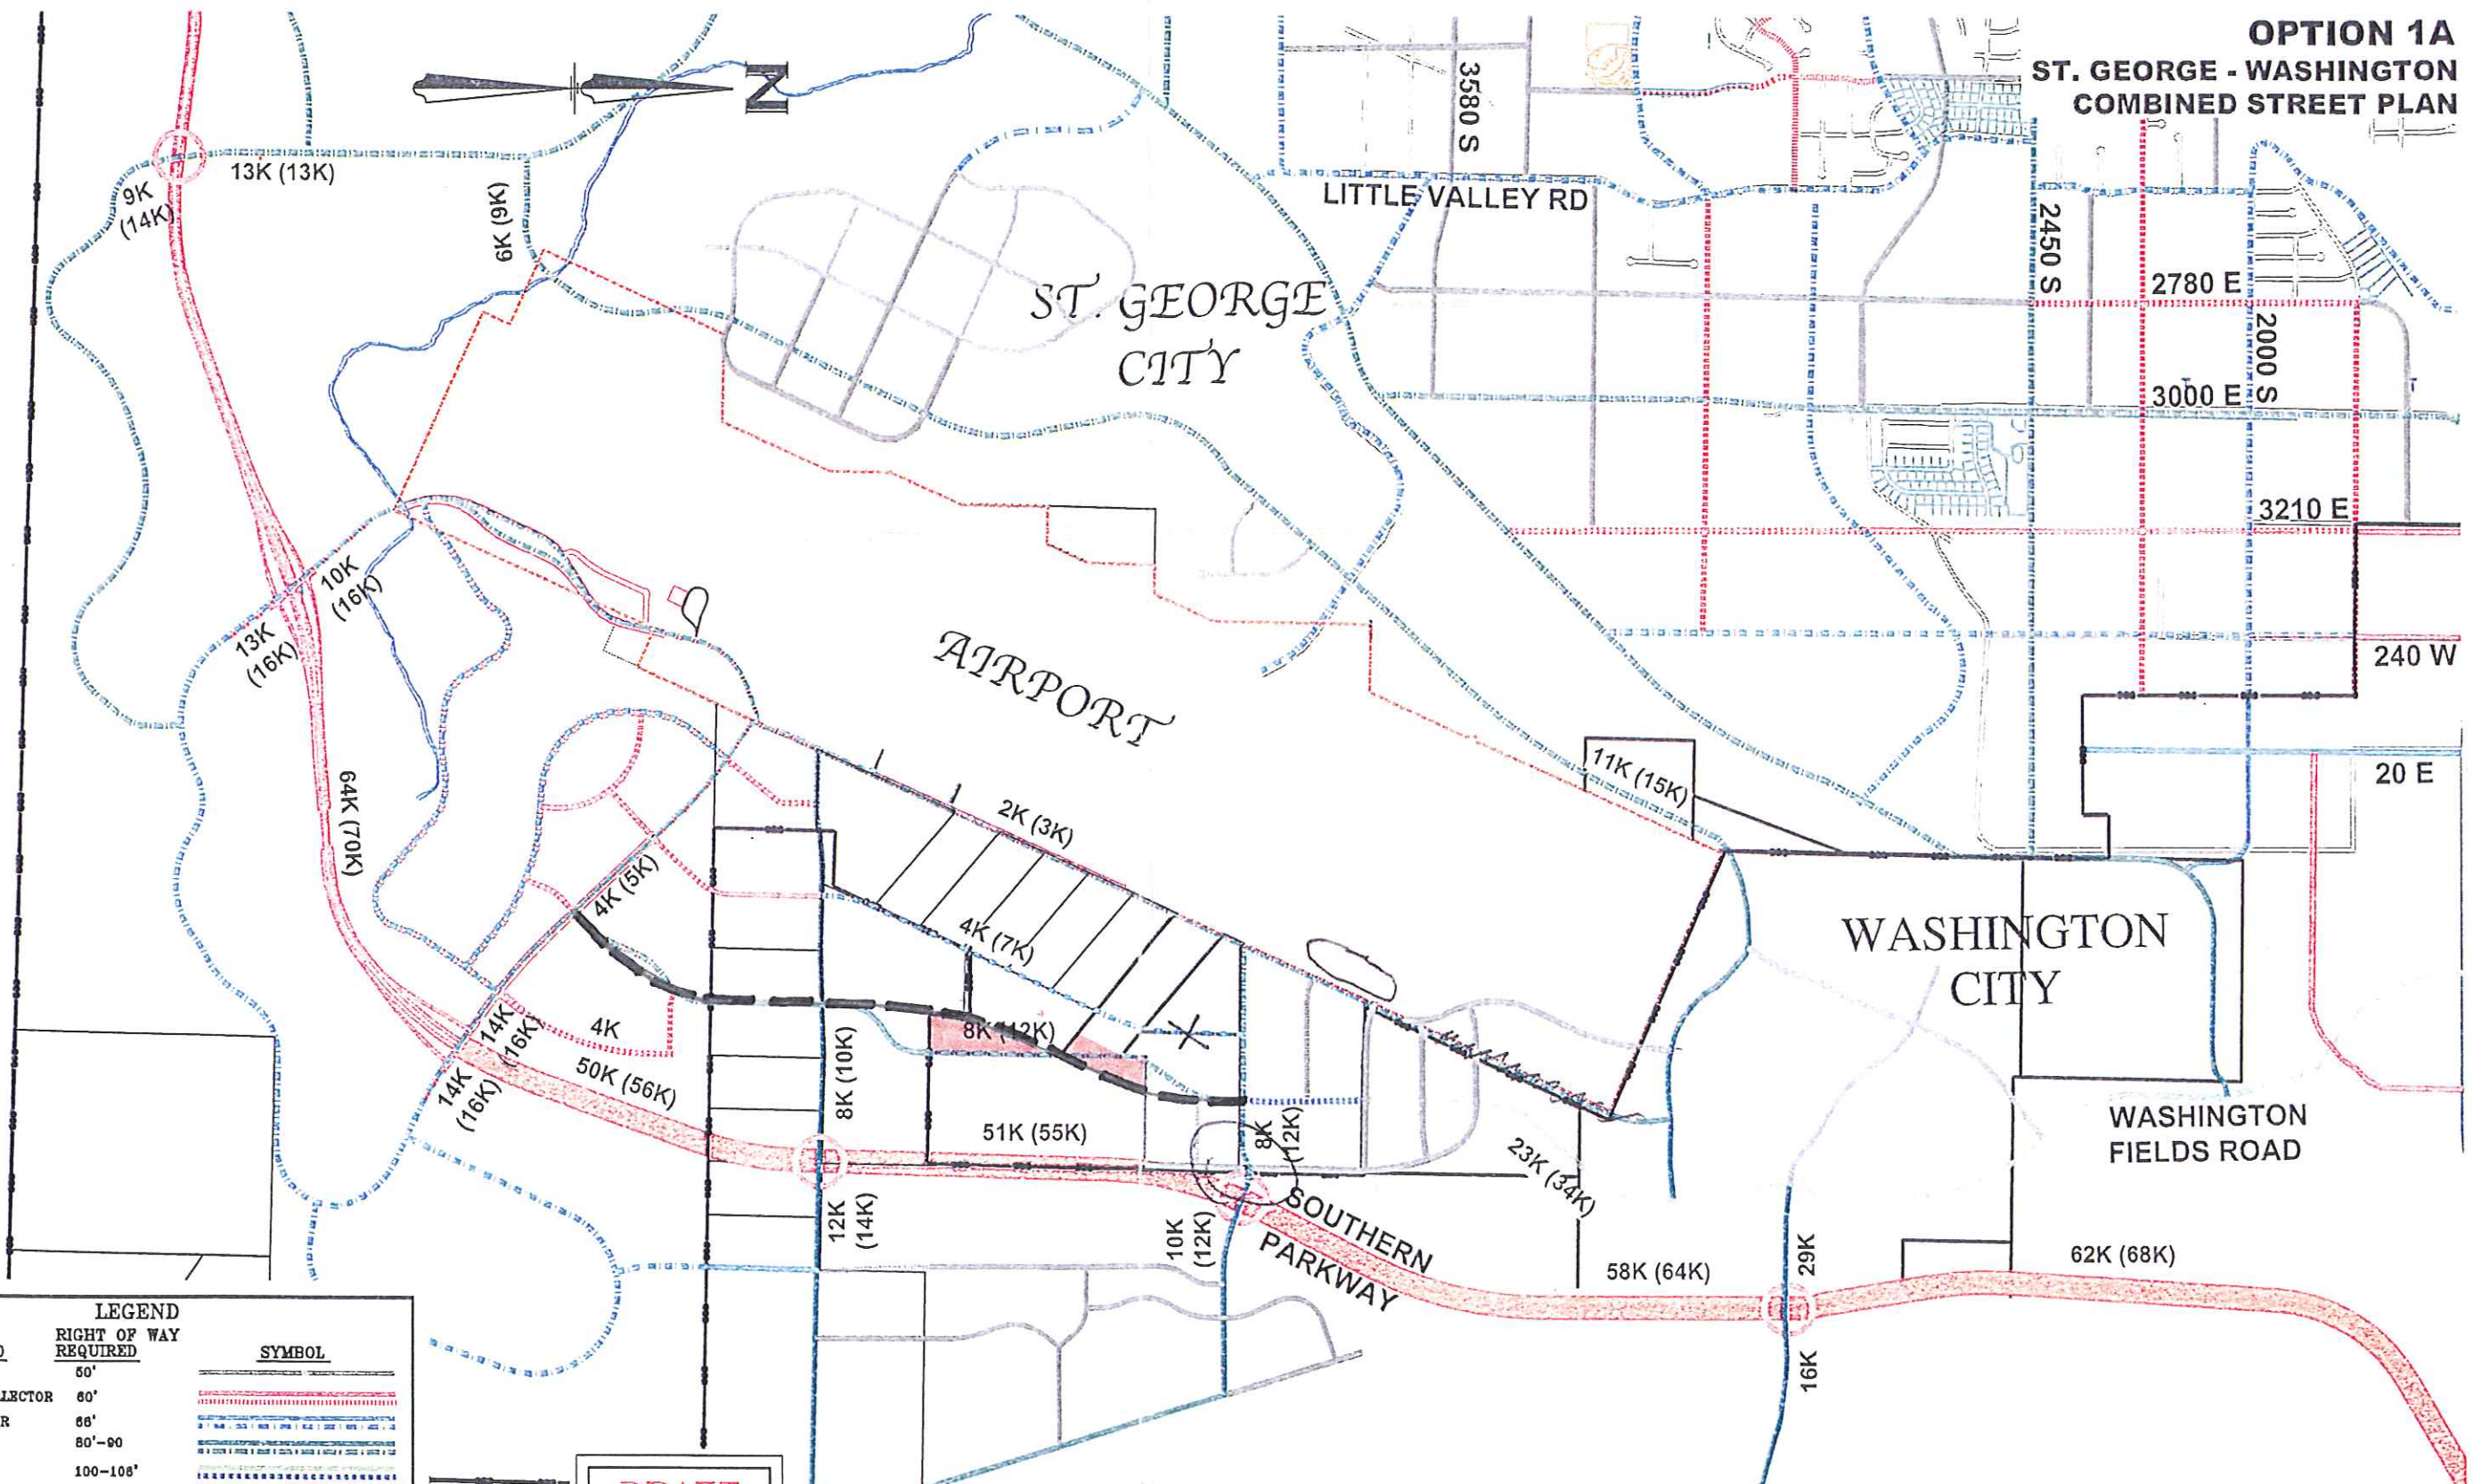 OPTION 1A
ST. GEORGE - WASHINGTON
COMBINED STREET PLAN
N
3580 S
LITTLE VALLEY RD
2450 S
2780 E
2000 S
3000 E
3210 E
240 W
20 E
13K (13K)
9K
(14K)
6K (9K)
ST. GEORGE
CITY
AIRPORT
10K
(16K)
13K
(16K)
64K (70K)
11K (15K)
2K (3K)
4K (5K)
4K (7K)
WASHINGTON
CITY
14K
(16K)
4K
8K (12K)
14K
(16K)
50K (56K)
8K (10K)
51K (55K)
8K
(12K)
23K (34K)
WASHINGTON
FIELDS ROAD
12K
(14K)
10K
(12K)
SOUTHERN
PARKWAY
58K (64K)
29K
62K (68K)
16K
LEGEND
RIGHT OF WAY
REQUIRED
SYMBOL
50'
LECTOR 60'
R 66'
80'-90
100-106'
DRAFT